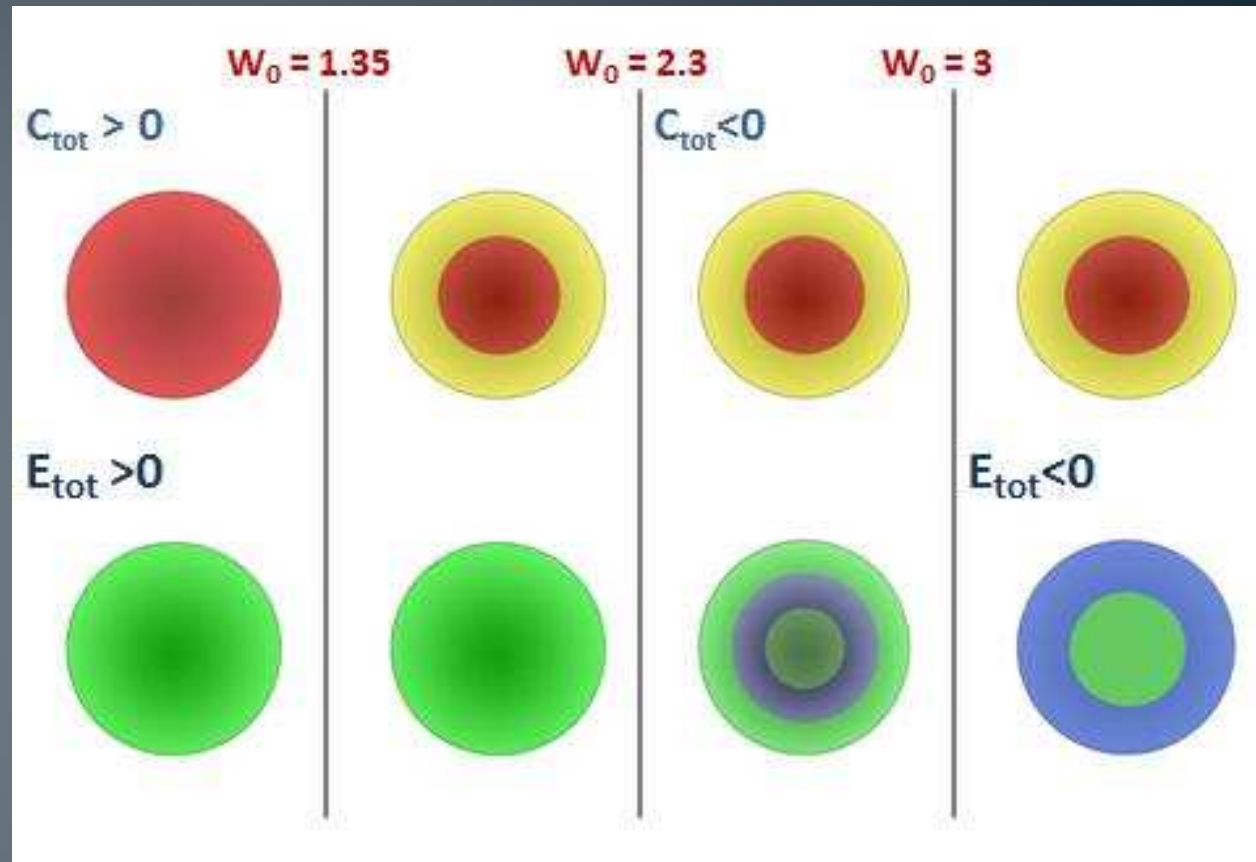 W₀ = 1.35
W₀ = 2.3
W₀ = 3
C_tot > 0
C_tot<0
E_tot >0
E_tot<0